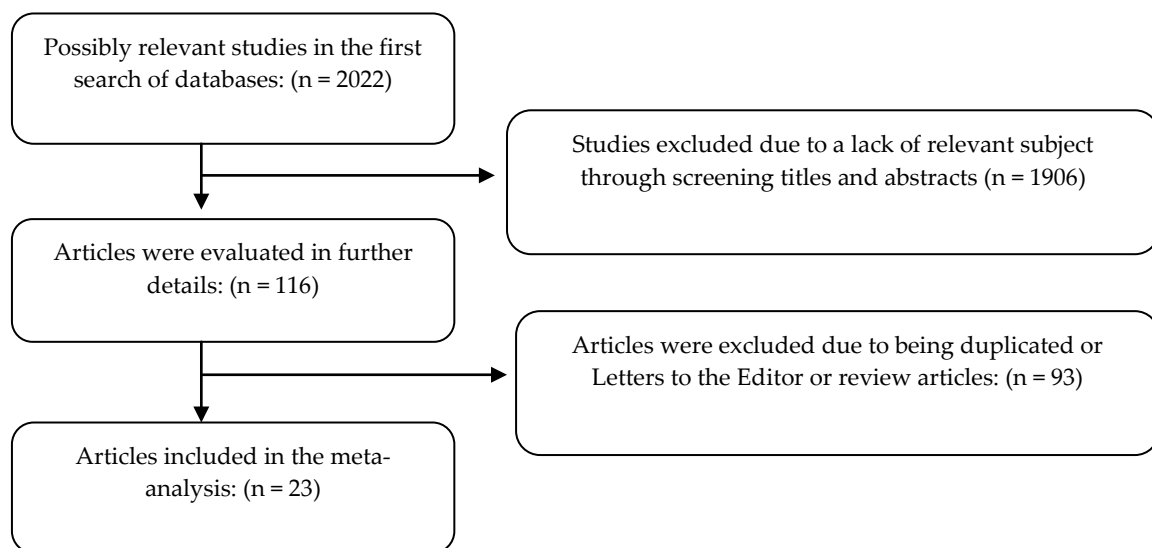 Possibly relevant studies in the first
search of databases: (n = 2022)
Studies excluded due to a lack of relevant subject
through screening titles and abstracts (n = 1906)
Articles were evaluated in further
details: (n = 116)
Articles were excluded due to being duplicated or
Letters to the Editor or review articles: (n = 93)
Articles included in the meta-
analysis: (n = 23)